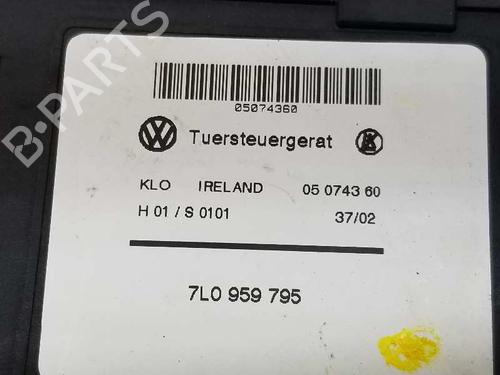 05074360
Tuersteuergerat
KLO IRELAND 05 0743 60
H 01 / S 0101 37/02
7L0 959 795
B-PARTS